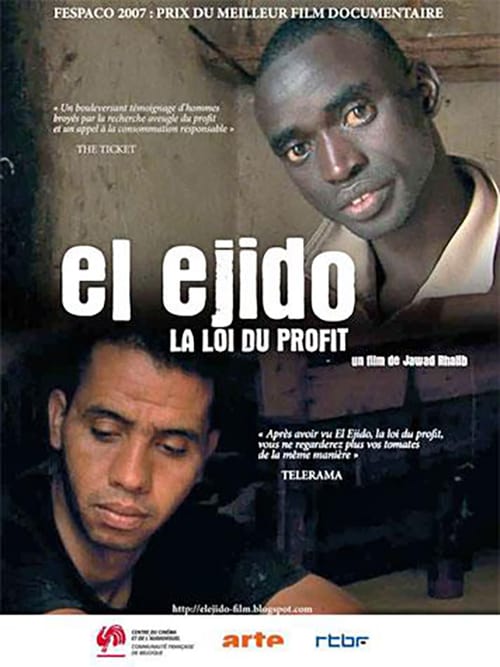 FESPACO 2007 : PRIX DU MEILLEUR FILM DOCUMENTAIRE
« Un bouleversant témoignage d'hommes
broyés par la recherche aveugle du profit
et un appel à la consommation responsable »
THE TICKET
el ejido
LA LOI DU PROFIT
un film de Jawad Rhalib
« Après avoir vu El Ejido, la loi du profit,
vous ne regarderez plus vos tomates
de la même manière »
TELERAMA
http://elejido-film.blogspot.com
CENTRE DU CINÉMA
ET DE L'AUDIOVISUEL
COMMUNAUTÉ FRANÇAISE
DE BELGIQUE
arte
rtbf